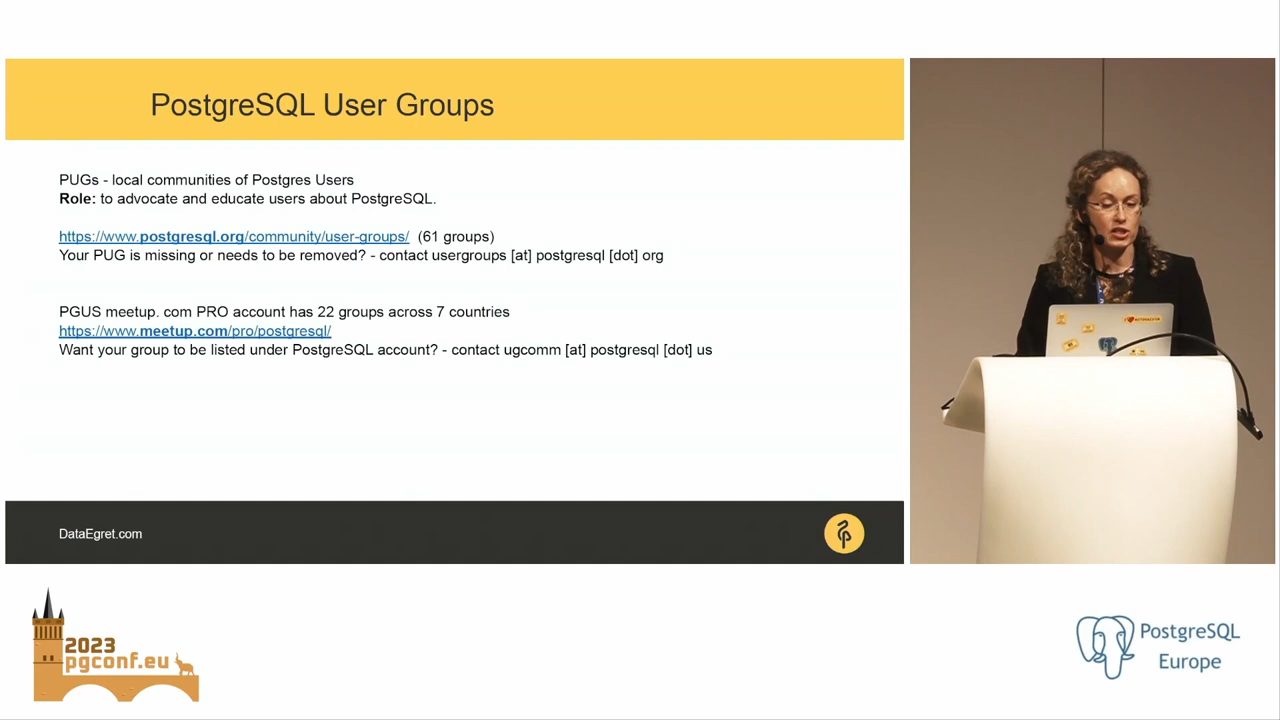 PostgreSQL User Groups
PUGs - local communities of Postgres Users
Role: to advocate and educate users about PostgreSQL.
https://www.postgresql.org/community/user-groups/ (61 groups)
Your PUG is missing or needs to be removed? - contact usergroups [at] postgresql [dot] org
PGUS meetup. com PRO account has 22 groups across 7 countries
https://www.meetup.com/pro/postgresql/
Want your group to be listed under PostgreSQL account? - contact ugcomm [at] postgresql [dot] us
DataEgret.com
2023
pgconf.eu
PostgreSQL
Europe